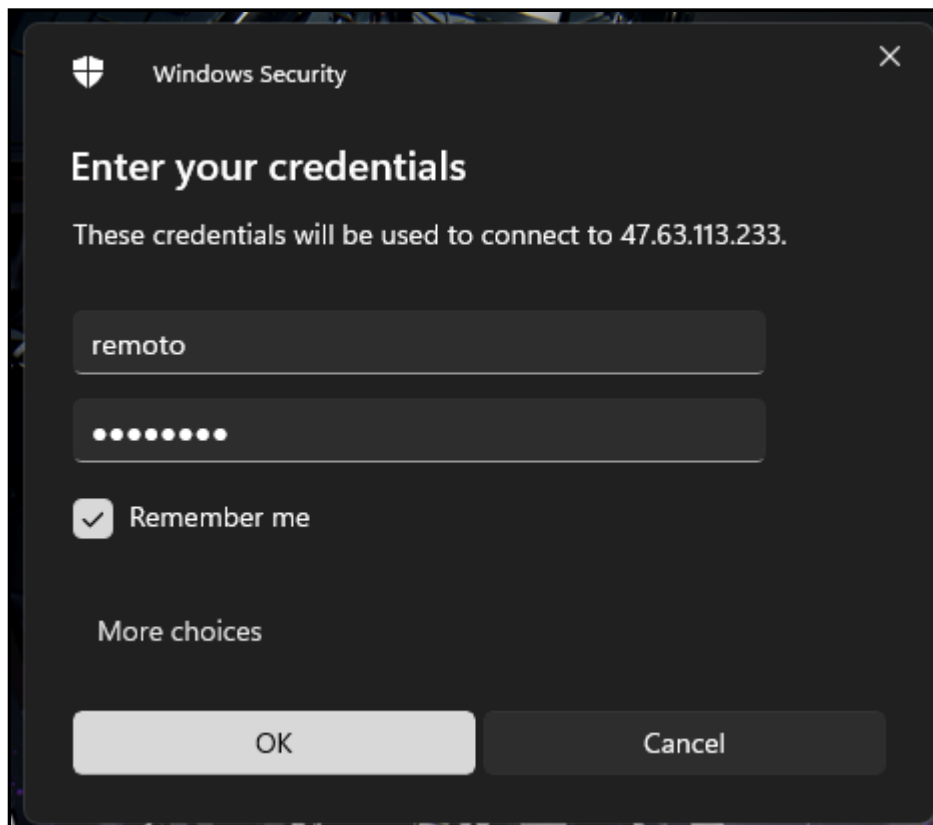 Windows Security
Enter your credentials
These credentials will be used to connect to 47.63.113.233.
remoto
••••••••
Remember me
More choices
OK
Cancel